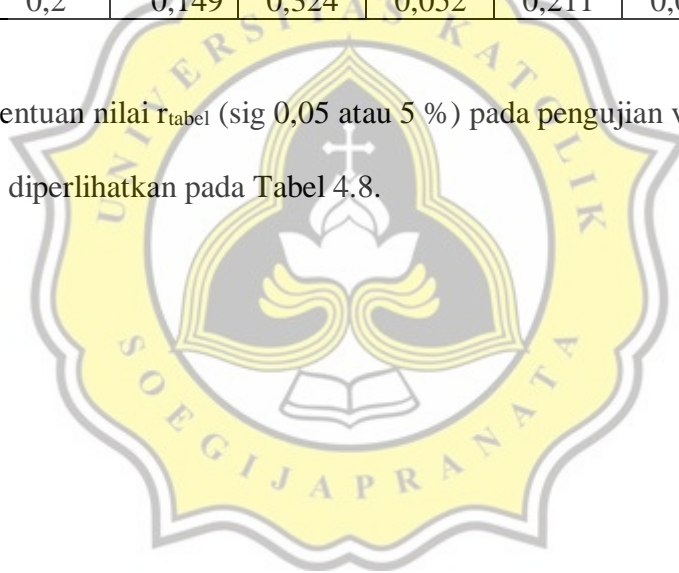 0,2 0,149 0,324 0,052 0,211
entuan nilai rtabel (sig 0,05 atau 5 %) pada pengujian
diperlihatkan pada Tabel 4.8.
UNIVERSITAS KATOLIK
SOEGIJAPRANATA